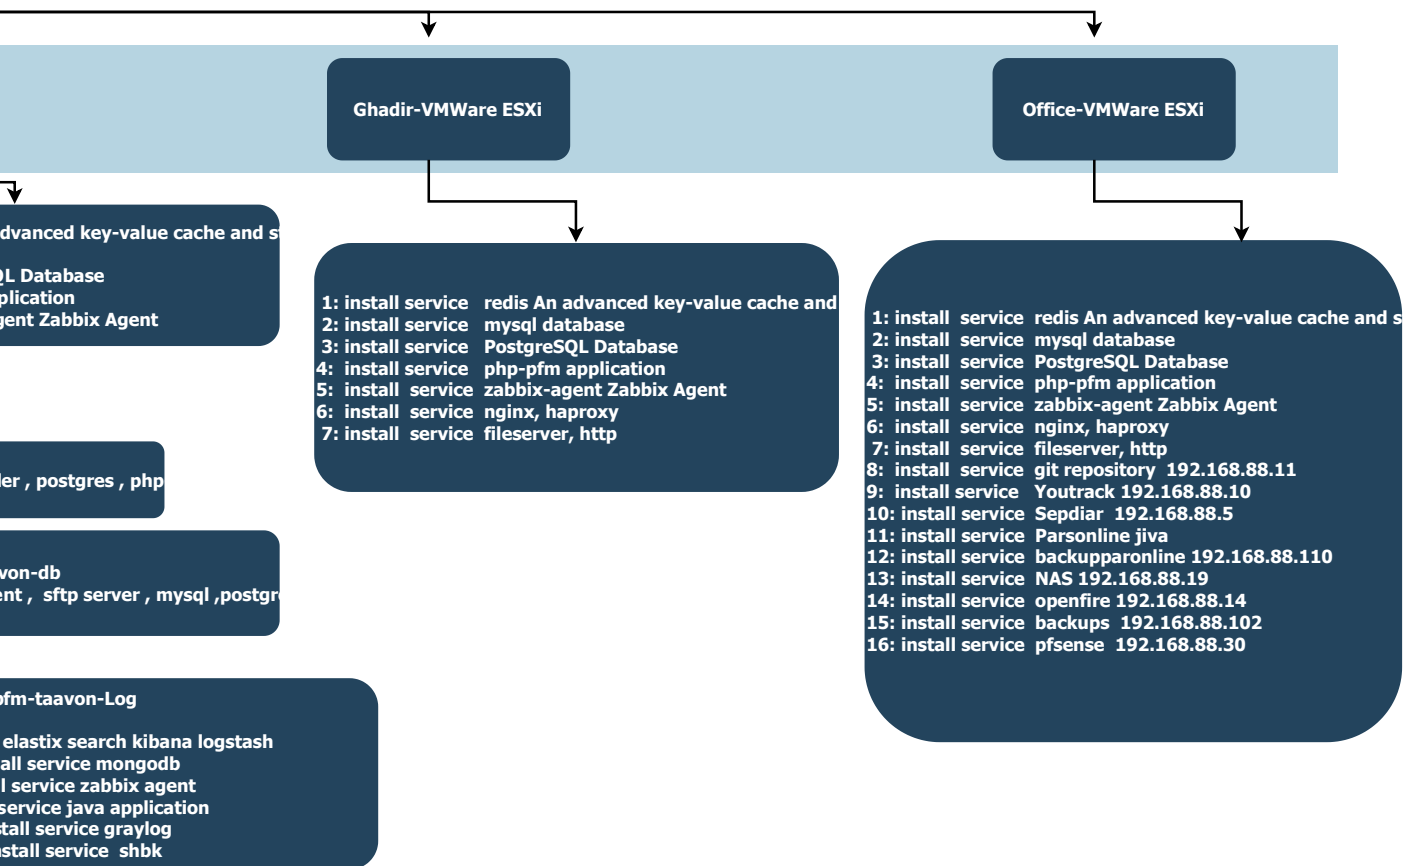 Ghadir-VMWare ESXi
Office-VMWare ESXi
dvanced key-value cache and s
QL Database
plication
gent Zabbix Agent
1: install service redis An advanced key-value cache and
2: install service mysql database
3: install service PostgreSQL Database
4: install service php-pfm application
5: install service zabbix-agent Zabbix Agent
6: install service nginx, haproxy
7: install service fileserver, http
1: install service redis An advanced key-value cache and s
2: install service mysql database
3: install service PostgreSQL Database
4: install service php-pfm application
5: install service zabbix-agent Zabbix Agent
6: install service nginx, haproxy
7: install service fileserver, http
8: install service git repository 192.168.88.11
9: install service Youtrack 192.168.88.10
10: install service Sepdiar 192.168.88.5
11: install service Parsonline jiva
12: install service backupparonline 192.168.88.110
13: install service NAS 192.168.88.19
14: install service openfire 192.168.88.14
15: install service backups 192.168.88.102
16: install service pfsense 192.168.88.30
ler , postgres , php
von-db
ent , sftp server , mysql ,postgr
pfm-taavon-Log
elastix search kibana logstash
all service mongodb
l service zabbix agent
service java application
stall service graylog
nstall service shbk